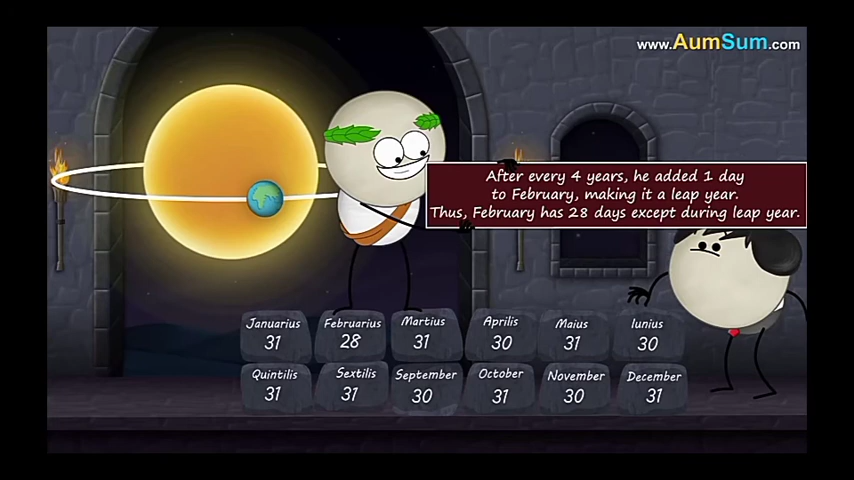 www.AumSum.com
After every 4 years, he added 1 day
to February, making it a leap year.
Thus, February has 28 days except during leap year.
Januarius Februarius Martius Aprilis Maius Iunius
31 28 31 30 31 30
Quintilis Sextilis September October November December
31 31 30 31 30 31